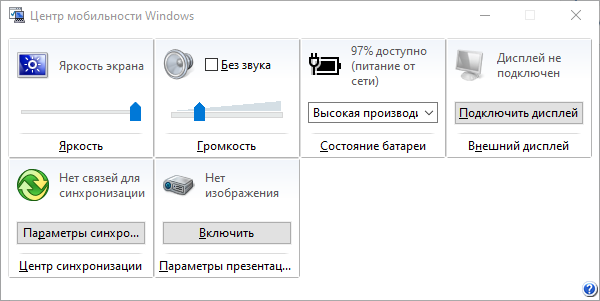 Центр мобильности Windows
Яркость экрана
Яркость
Без звука
Громкость
97% доступно
(питание от
сети)
Высокая производи
Состояние батареи
Дисплей не
подключен
Подключить дисплей
Внешний дисплей
Нет связей для
синхронизации
Параметры синхро...
Центр синхронизации
Нет
изображения
Включить
Параметры презентац...